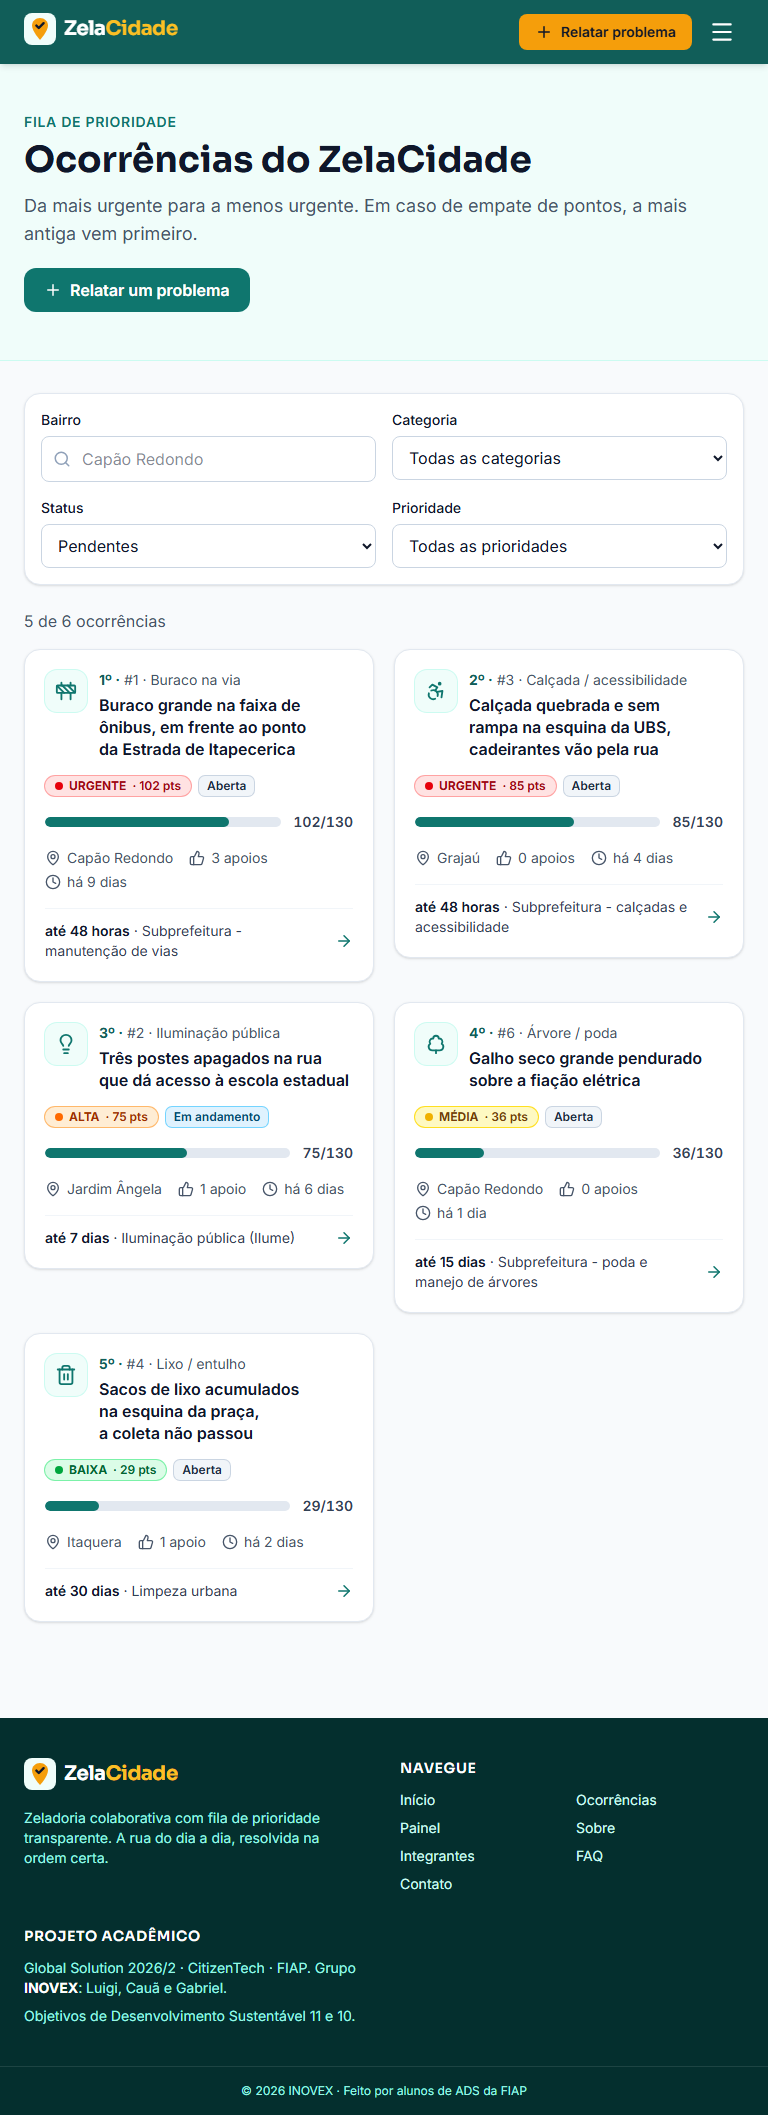 ZelaCidade
Relatar problema
FILA DE PRIORIDADE
Ocorrências do ZelaCidade
Da mais urgente para a menos urgente. Em caso de empate de pontos, a mais
antiga vem primeiro.
Relatar um problema
Bairro
Capão Redondo
Categoria
Todas as categorias
Status
Pendentes
Prioridade
Todas as prioridades
5 de 6 ocorrências
1º · #1 · Buraco na via
Buraco grande na faixa de
ônibus, em frente ao ponto
da Estrada de Itapecerica
URGENTE · 102 pts
Aberta
102/130
Capão Redondo
3 apoios
há 9 dias
até 48 horas · Subprefeitura -
manutenção de vias
2º · #3 · Calçada / acessibilidade
Calçada quebrada e sem
rampa na esquina da UBS,
cadeirantes vão pela rua
URGENTE · 85 pts
Aberta
85/130
Grajaú
0 apoios
há 4 dias
até 48 horas · Subprefeitura - calçadas e
acessibilidade
3º · #2 · Iluminação pública
Três postes apagados na rua
que dá acesso à escola estadual
ALTA · 75 pts
Em andamento
75/130
Jardim Ângela
1 apoio
há 6 dias
até 7 dias · Iluminação pública (Ilume)
4º · #6 · Árvore / poda
Galho seco grande pendurado
sobre a fiação elétrica
MÉDIA · 36 pts
Aberta
36/130
Capão Redondo
0 apoios
há 1 dia
até 15 dias · Subprefeitura - poda e
manejo de árvores
5º · #4 · Lixo / entulho
Sacos de lixo acumulados
na esquina da praça,
a coleta não passou
BAIXA · 29 pts
Aberta
29/130
Itaquera
1 apoio
há 2 dias
até 30 dias · Limpeza urbana
ZelaCidade
Zeladoria colaborativa com fila de prioridade
transparente. A rua do dia a dia, resolvida na
ordem certa.
NAVEGUE
Início
Ocorrências
Painel
Sobre
Integrantes
FAQ
Contato
PROJETO ACADÊMICO
Global Solution 2026/2 · CitizenTech · FIAP. Grupo
INOVEX: Luigi, Cauã e Gabriel.
Objetivos de Desenvolvimento Sustentável 11 e 10.
© 2026 INOVEX · Feito por alunos de ADS da FIAP